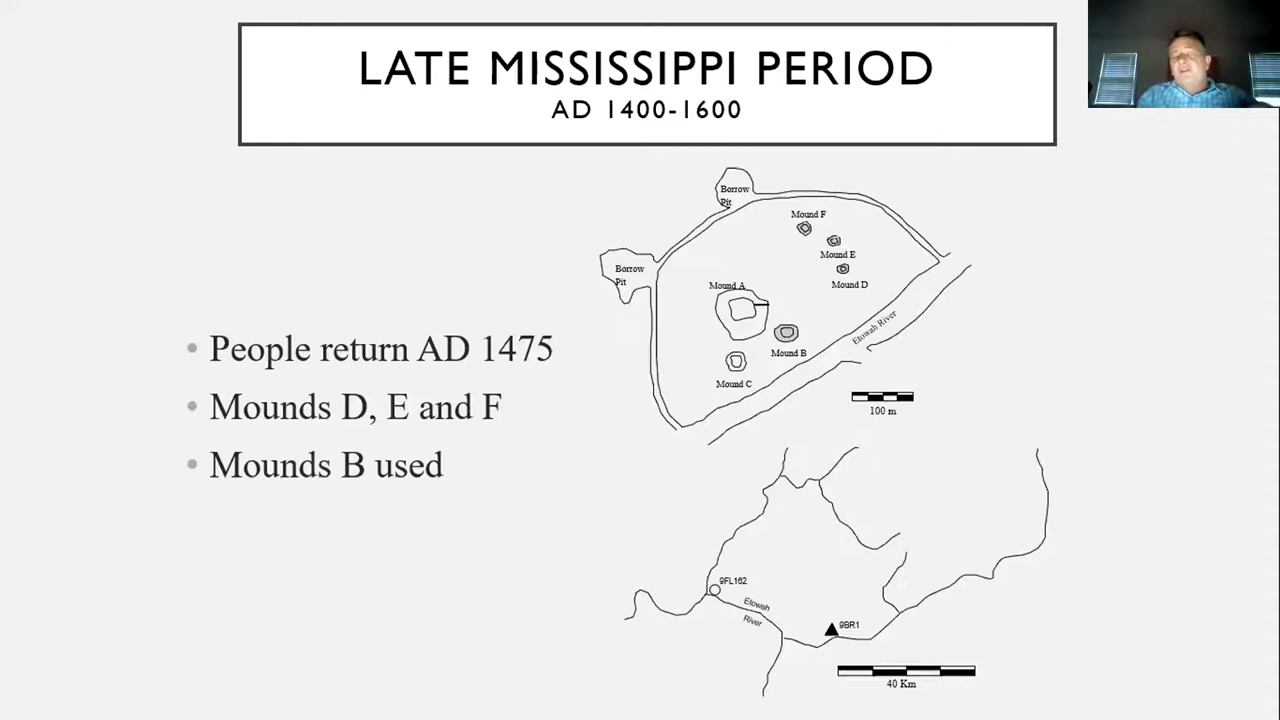 LATE MISSISSIPPI PERIOD
AD 1400-1600
People return AD 1475
Mounds D, E and F
Mounds B used
Borrow
Pit
Mound F
Mound E
Borrow
Pit
Mound A
Mound D
Etowah River
Mound B
Mound C
100 m
9FL162
Etowah
River
9BR1
40 Km